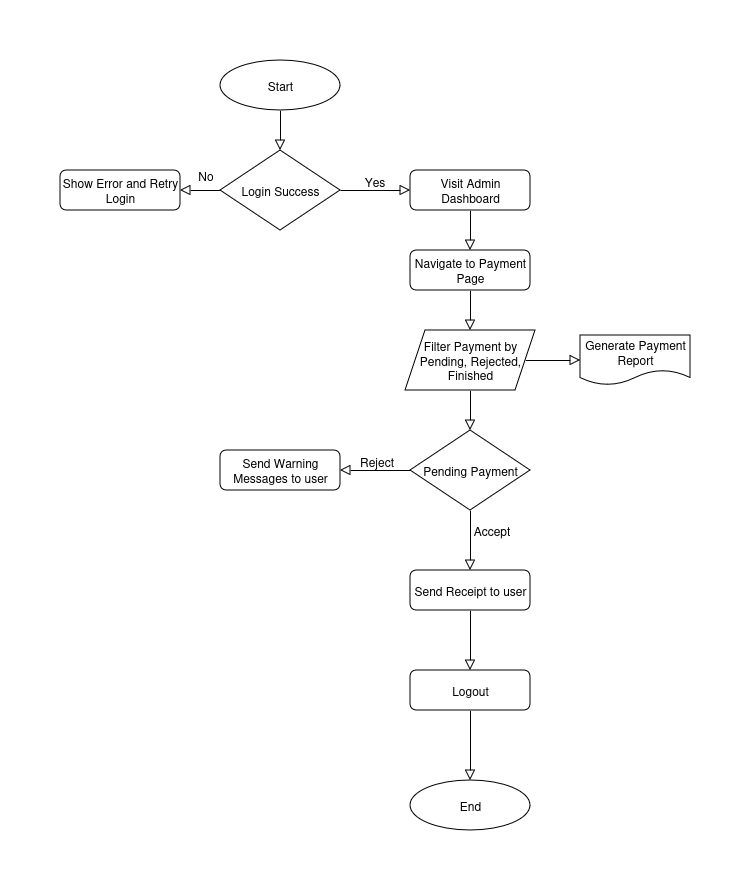 Start
No
Show Error and Retry
Login
Login Success
Yes
Visit Admin
Dashboard
Navigate to Payment
Page
Filter Payment by
Pending, Rejected,
Finished
Generate Payment
Report
Send Warning
Messages to user
Reject
Pending Payment
Accept
Send Receipt to user
Logout
End